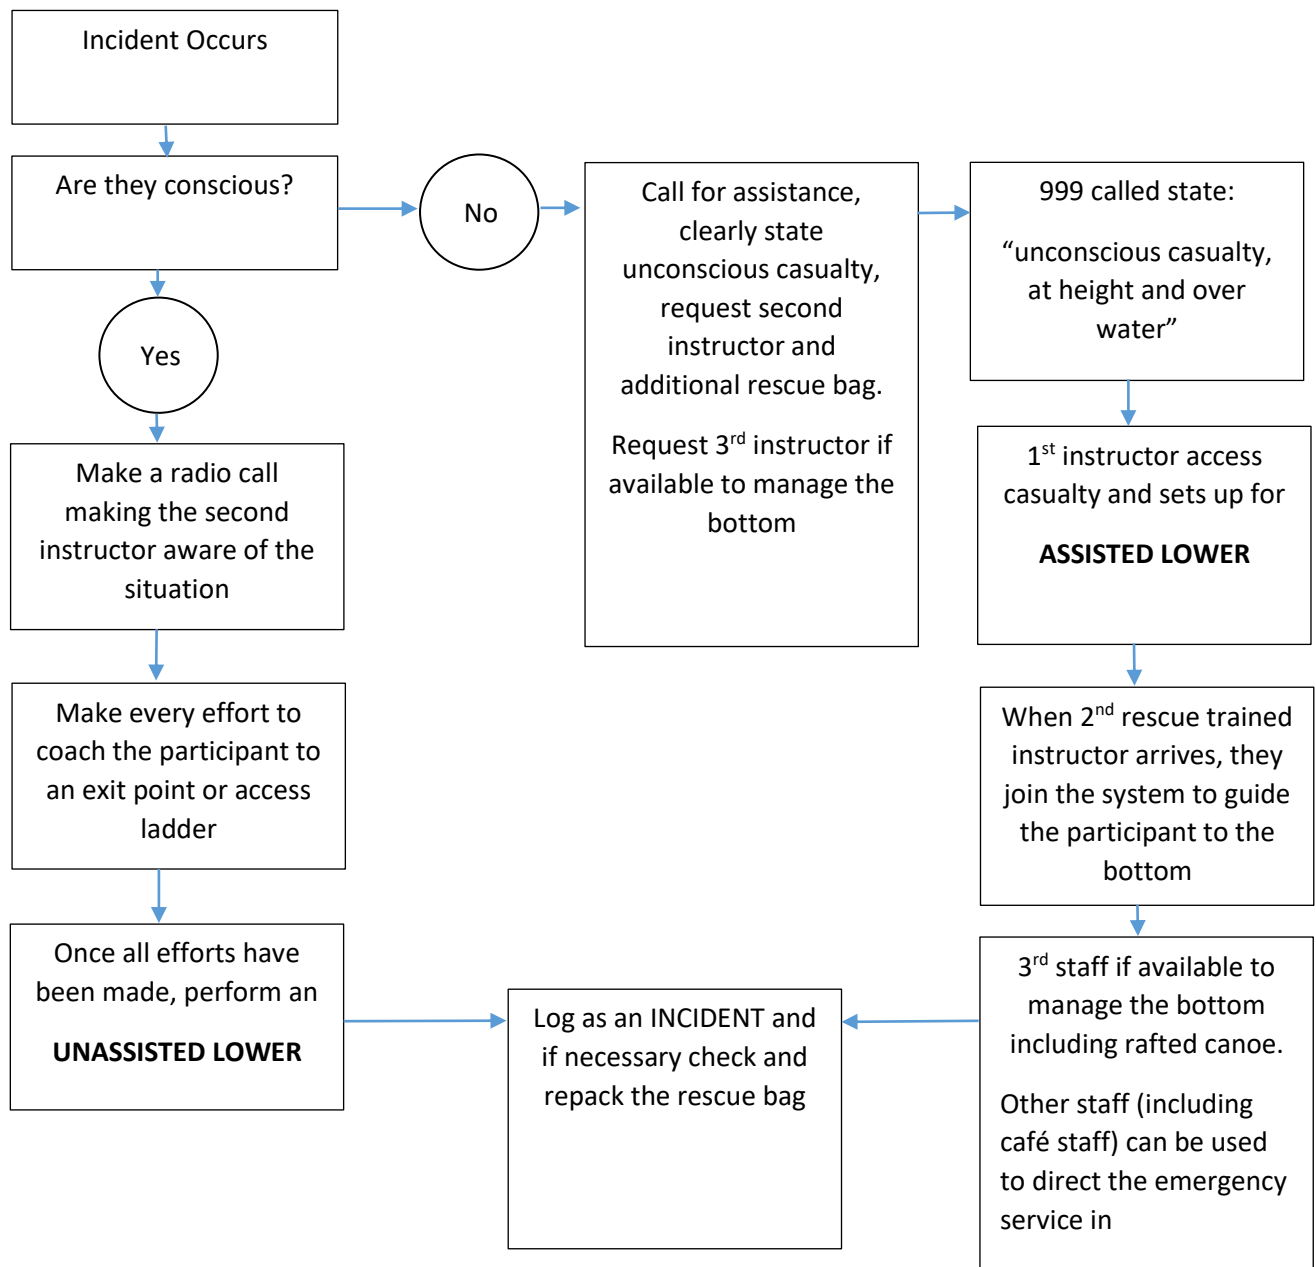 Incident Occurs
Are they conscious?
No
Yes
Call for assistance,
clearly state
unconscious casualty,
request second
instructor and
additional rescue bag.
Request 3rd instructor if
available to manage the
bottom
999 called state:
“unconscious casualty,
at height and over
water”
1st instructor access
casualty and sets up for
ASSISTED LOWER
When 2nd rescue trained
instructor arrives, they
join the system to guide
the participant to the
bottom
3rd staff if available to
manage the bottom
including rafted canoe.
Other staff (including
café staff) can be used
to direct the emergency
service in
Make a radio call
making the second
instructor aware of the
situation
Make every effort to
coach the participant to
an exit point or access
ladder
Once all efforts have
been made, perform an
UNASSISTED LOWER
Log as an INCIDENT and
if necessary check and
repack the rescue bag